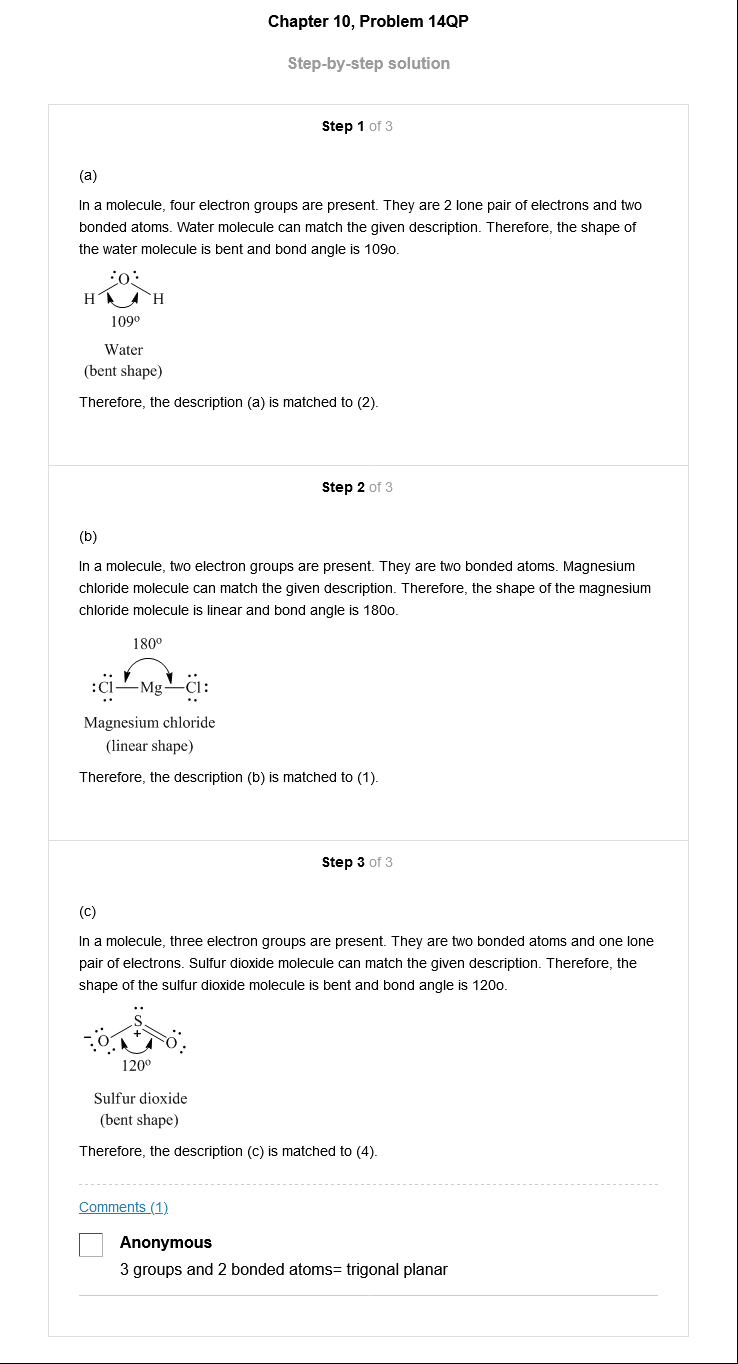 Chapter 10, Problem 14QP
Step-by-step solution
Step 1 of 3
(a)
In a molecule, four electron groups are present. They are 2 lone pair of electrons and two
bonded atoms. Water molecule can match the given description. Therefore, the shape of
the water molecule is bent and bond angle is 109o.
:O:
H H
109º
Water
(bent shape)
Therefore, the description (a) is matched to (2).
Step 2 of 3
(b)
In a molecule, two electron groups are present. They are two bonded atoms. Magnesium
chloride molecule can match the given description. Therefore, the shape of the magnesium
chloride molecule is linear and bond angle is 180o.
180º
:Cl—Mg—Cl:
Magnesium chloride
(linear shape)
Therefore, the description (b) is matched to (1).
Step 3 of 3
(c)
In a molecule, three electron groups are present. They are two bonded atoms and one lone
pair of electrons. Sulfur dioxide molecule can match the given description. Therefore, the
shape of the sulfur dioxide molecule is bent and bond angle is 120o.
S
+
− O O
120º
Sulfur dioxide
(bent shape)
Therefore, the description (c) is matched to (4).
Comments (1)
Anonymous
3 groups and 2 bonded atoms= trigonal planar